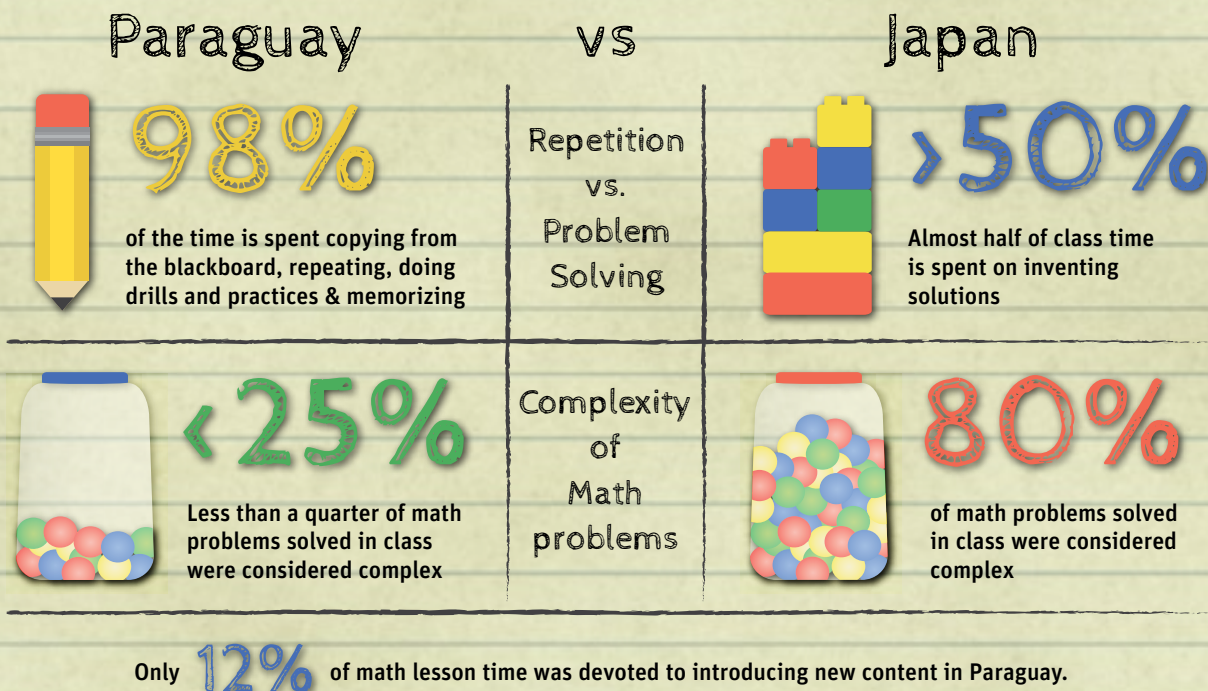 Paraguay vs Japan
98%
of the time is spent copying from
the blackboard, repeating, doing
drills and practices & memorizing
Repetition
vs.
Problem
Solving
>50%
Almost half of class time
is spent on inventing
solutions
<25%
Less than a quarter of math
problems solved in class
were considered complex
Complexity
of
Math
problems
80%
of math problems solved
in class were considered
complex
Only 12% of math lesson time was devoted to introducing new content in Paraguay.